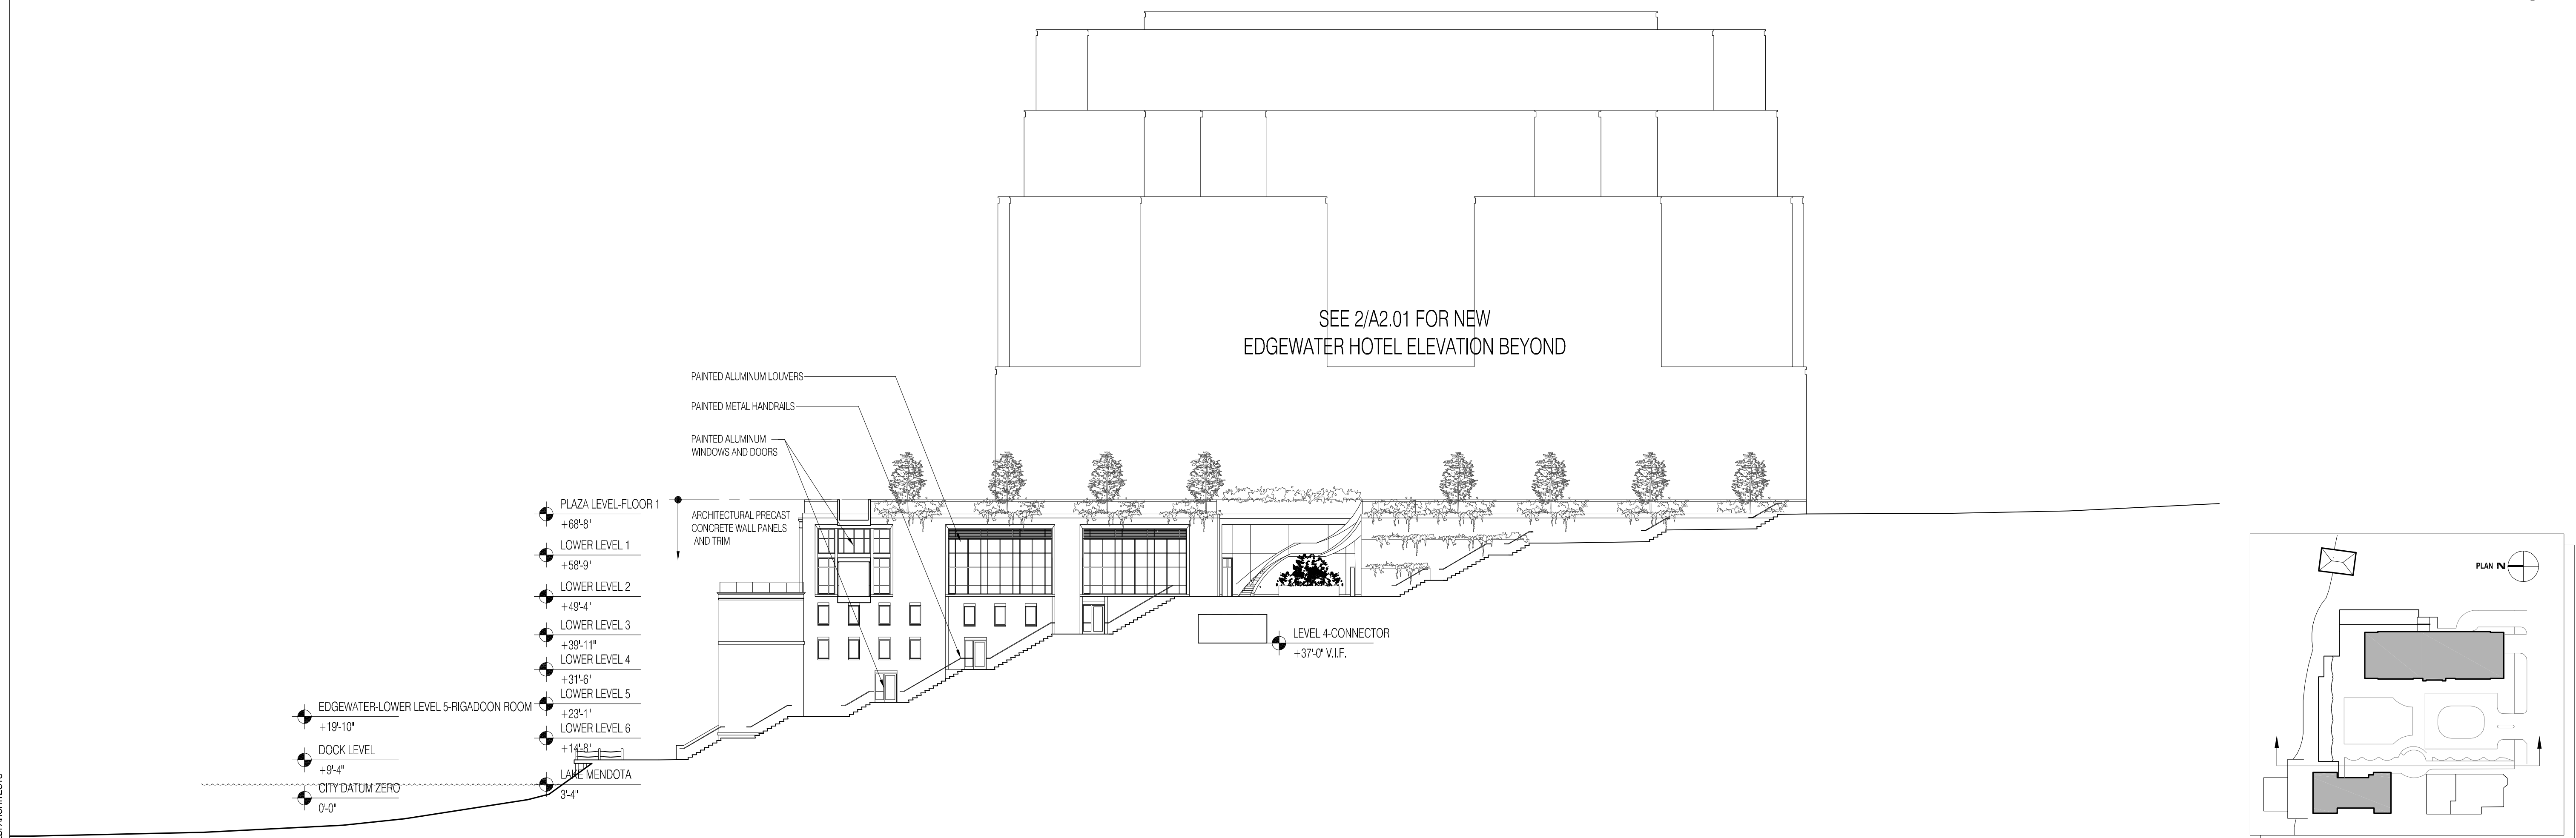 SEE 2/A2.01 FOR NEW
EDGEWATER HOTEL ELEVATION BEYOND
PAINTED ALUMINUM LOUVERS
PAINTED METAL HANDRAILS
PAINTED ALUMINUM
WINDOWS AND DOORS
ARCHITECTURAL PRECAST
CONCRETE WALL PANELS
AND TRIM
PLAZA LEVEL-FLOOR 1
+68'-8"
LOWER LEVEL 1
+58'-9"
LOWER LEVEL 2
+49'-4"
LOWER LEVEL 3
+39'-11"
LOWER LEVEL 4
+31'-6"
LOWER LEVEL 5
+23'-1"
LOWER LEVEL 6
+14'-8"
LAKE MENDOTA
3'-4"
EDGEWATER-LOWER LEVEL 5-RIGADOON ROOM
+19'-10"
DOCK LEVEL
+9'-4"
CITY DATUM ZERO
0'-0"
LEVEL 4-CONNECTOR
+37'-0" V.I.F.
PLAN N